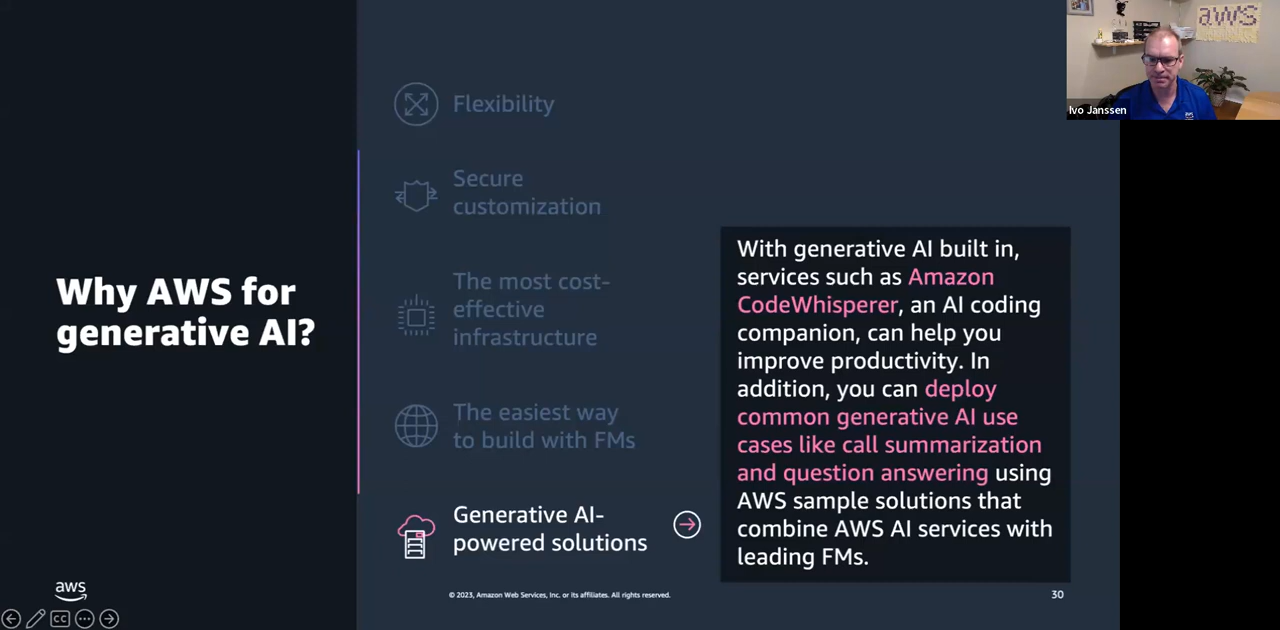 Why AWS for
generative AI?
Flexibility
Secure
customization
The most cost-
effective
infrastructure
The easiest way
to build with FMs
Generative AI-
powered solutions
With generative AI built in,
services such as Amazon
CodeWhisperer, an AI coding
companion, can help you
improve productivity. In
addition, you can deploy
common generative AI use
cases like call summarization
and question answering using
AWS sample solutions that
combine AWS AI services with
leading FMs.
aws
© 2023, Amazon Web Services, Inc. or its affiliates. All rights reserved.
30
CC
aws
Ivo Janssen
aws